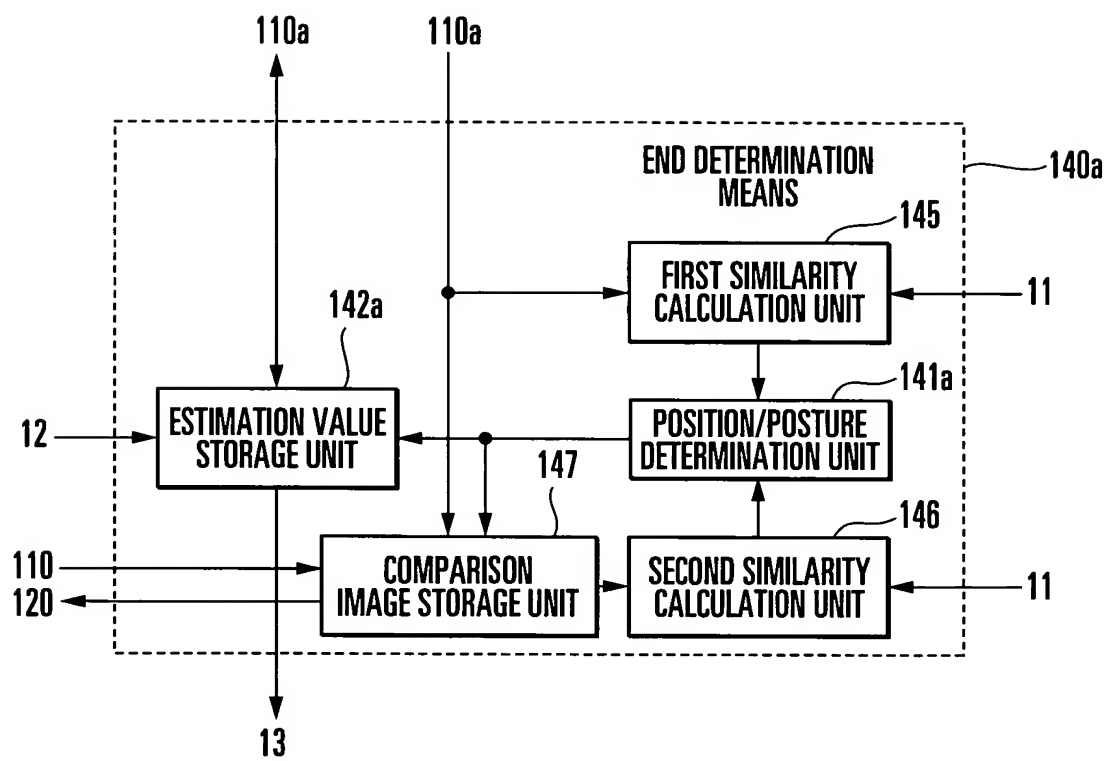 110a
110a
END DETERMINATION
MEANS
140a
145
FIRST SIMILARITY
CALCULATION UNIT
11
142a
141a
ESTIMATION VALUE
STORAGE UNIT
12
POSITION/POSTURE
DETERMINATION UNIT
147
146
110
120
COMPARISON
IMAGE STORAGE UNIT
SECOND SIMILARITY
CALCULATION UNIT
11
13